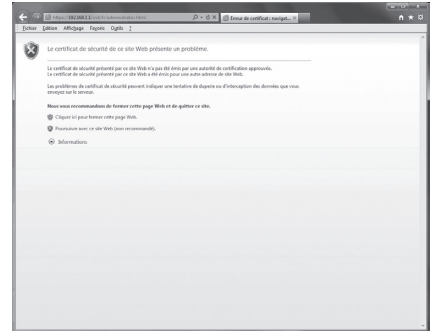 https://192.168.1.1/
Erreur de certificat : navigat...
Fichier Edition Affichage Favoris Outils ?
Le certificat de sécurité de ce site Web présente un problème.
Le certificat de sécurité présenté par ce site Web n'a pas été émis par une autorité de certification approuvée.
Le certificat de sécurité présenté par ce site Web a été émis pour une autre adresse de site Web.
Les problèmes de certificat de sécurité peuvent indiquer une tentative de duperie ou d'interception des données que vous
envoyez sur le serveur.
Nous vous recommandons de fermer cette page Web et de quitter ce site.
Cliquez ici pour fermer cette page Web.
Poursuivre avec ce site Web (non recommandé).
Informations